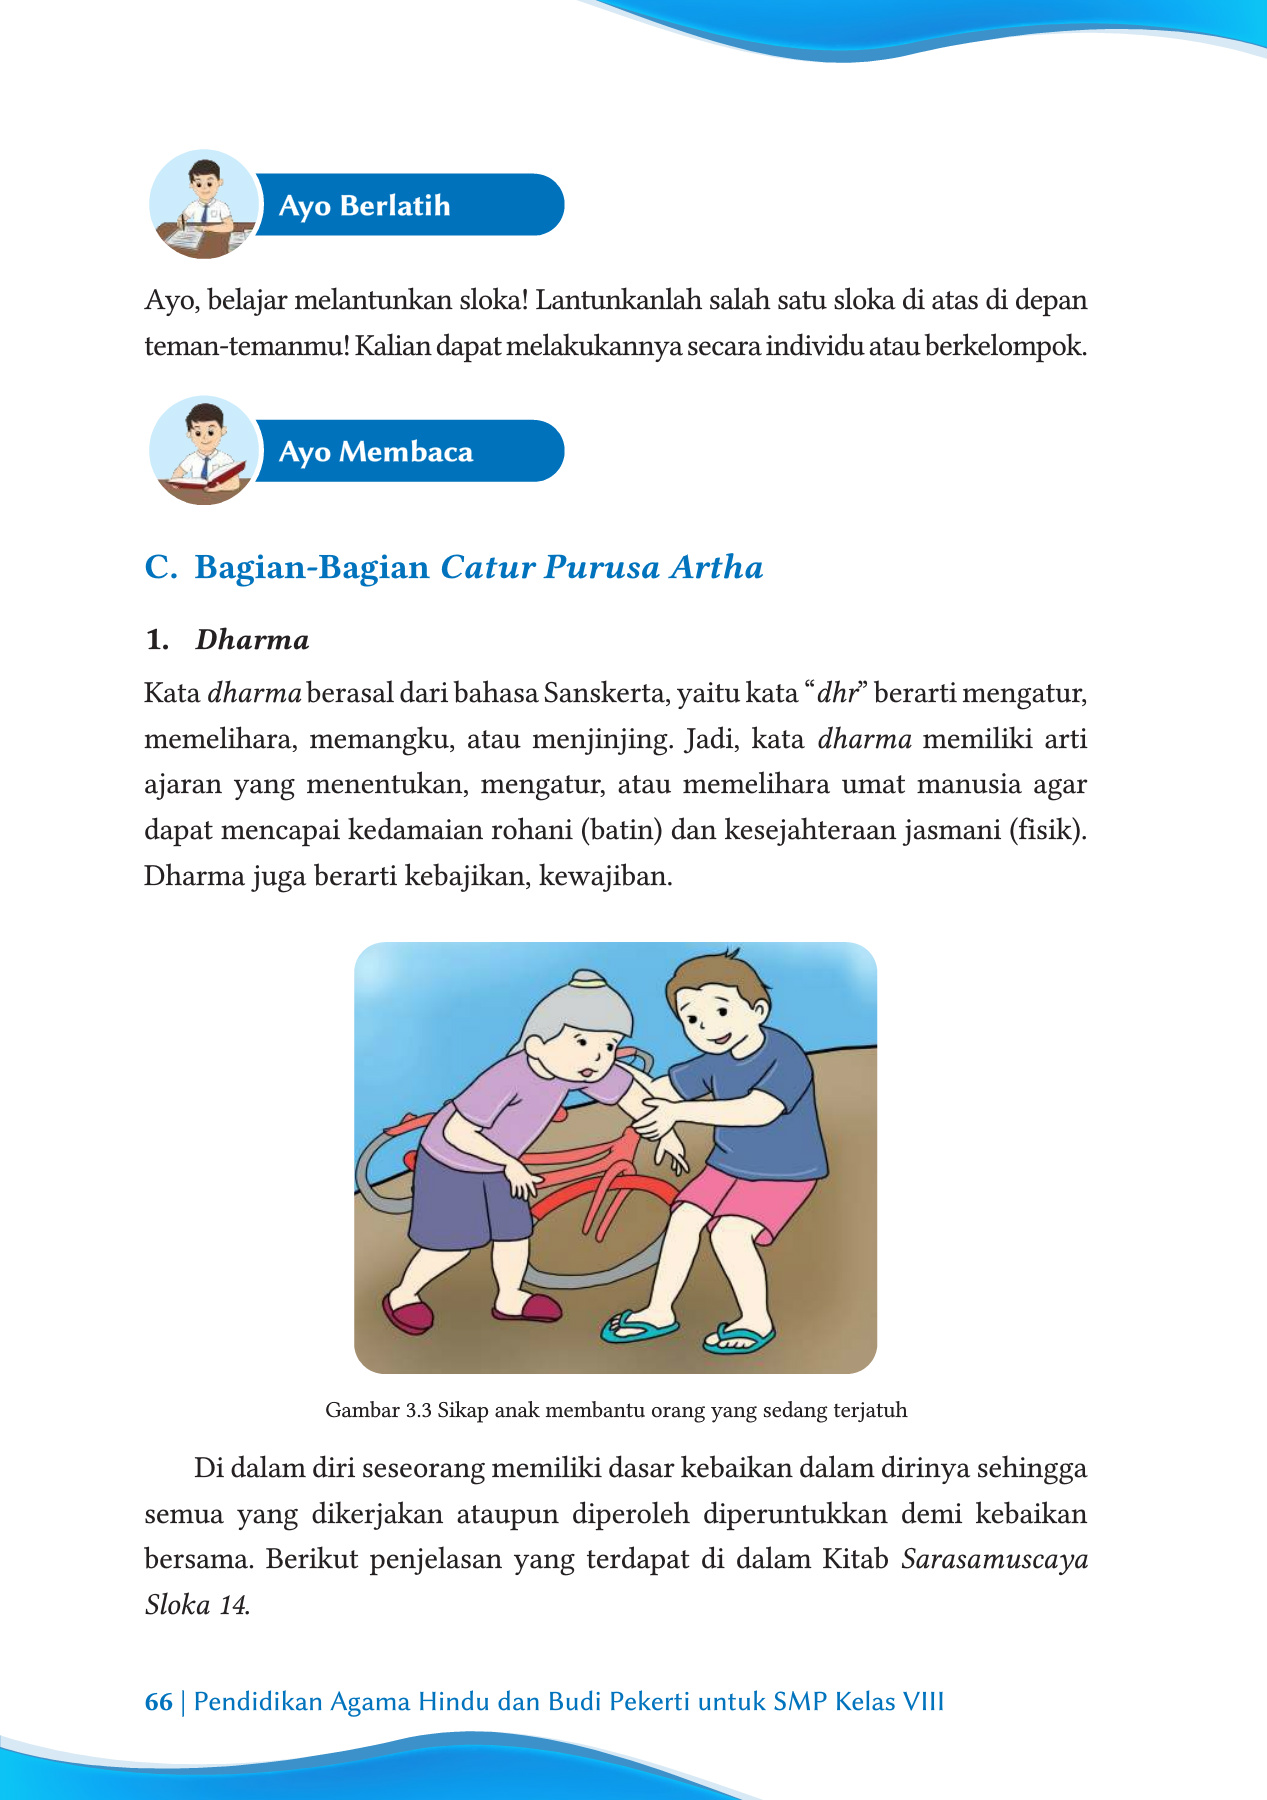 Ayo Berlatih
Ayo, belajar melantunkan sloka! Lantunkanlah salah satu sloka di atas di depan
teman-temanmu! Kalian dapat melakukannya secara individu atau berkelompok.
Ayo Membaca
C. Bagian-Bagian Catur Purusa Artha
1. Dharma
Kata dharma berasal dari bahasa Sanskerta, yaitu kata “dhr” berarti mengatur,
memelihara, memangku, atau menjinjing. Jadi, kata dharma memiliki arti
ajaran yang menentukan, mengatur, atau memelihara umat manusia agar
dapat mencapai kedamaian rohani (batin) dan kesejahteraan jasmani (fisik).
Dharma juga berarti kebajikan, kewajiban.
Gambar 3.3 Sikap anak membantu orang yang sedang terjatuh
Di dalam diri seseorang memiliki dasar kebaikan dalam dirinya sehingga
semua yang dikerjakan ataupun diperoleh diperuntukkan demi kebaikan
bersama. Berikut penjelasan yang terdapat di dalam Kitab Sarasamuscaya
Sloka 14.
66 | Pendidikan Agama Hindu dan Budi Pekerti untuk SMP Kelas VIII